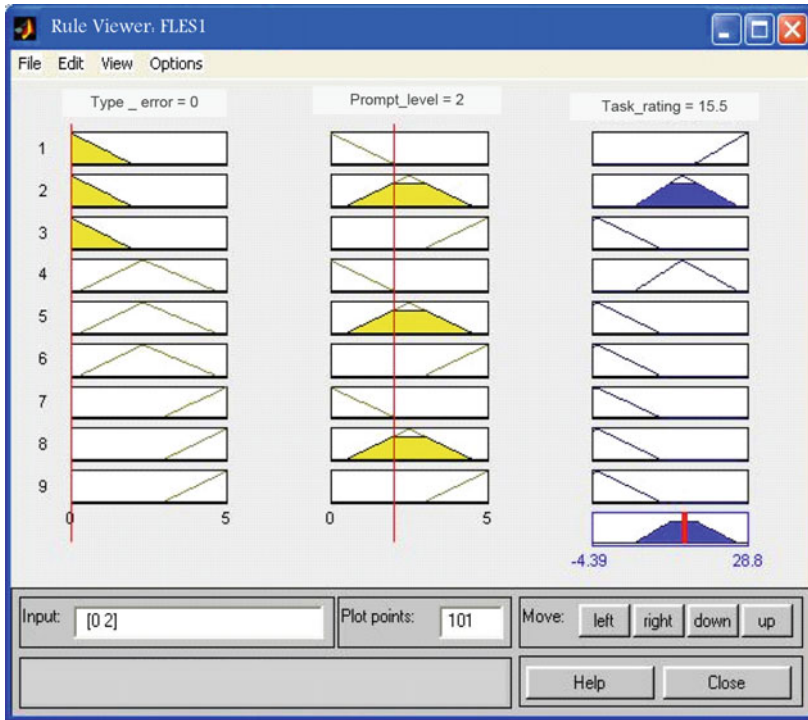 Rule Viewer: FLES1
File Edit View Options
Type _ error = 0 Prompt_level = 2 Task_rating = 15.5
1
2
3
4
5
6
7
8
9
0 5 0 5
-4.39 28.8
Input: [0 2] Plot points: 101 Move: left right down up
Help Close